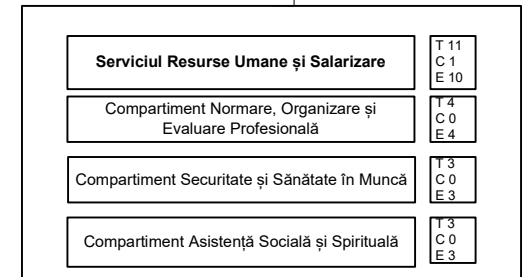 Serviciul Resurse Umane și Salarizare
T 11
C 1
E 10
Compartiment Normare, Organizare și
Evaluare Profesională
T 4
C 0
E 4
Compartiment Securitate și Sănătate în Muncă
T 3
C 0
E 3
Compartiment Asistență Socială și Spirituală
T 3
C 0
E 3